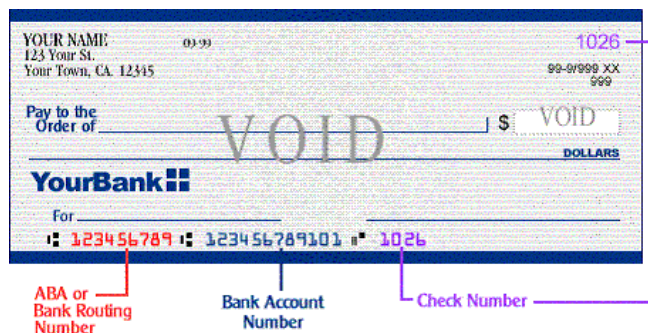 YOUR NAME 09-99 1026
123 Your St.
Your Town, CA. 12345
99-9/999 XX
999
Pay to the
Order of
VOID
$ VOID
DOLLARS
YourBank
For
⑆ 123456789 ⑆ 123456789101 ⑈ 1026
ABA or
Bank Routing
Number
Bank Account
Number
Check Number